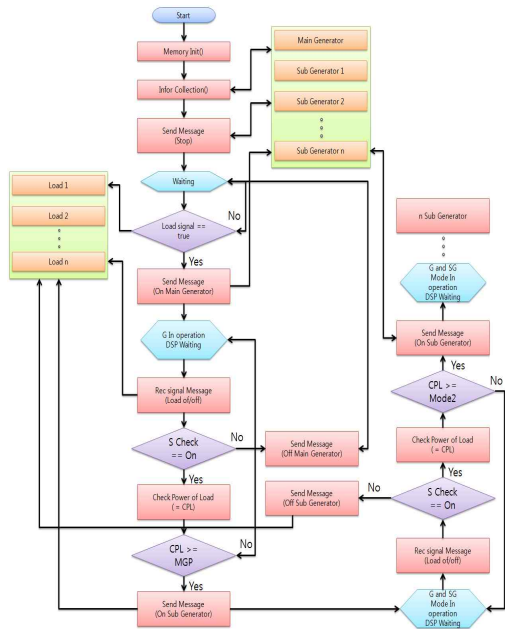 Start
Memory Init()
Infor Collection()
Send Message
(Stop)
Waiting
Load signal ==
true
No
Yes
Send Message
(On Main Generator)
G In operation
DSP Waiting
Rec signal Message
(Load of/off)
S Check
== On
No
Yes
Check Power of Load
( = CPL)
CPL >=
MGP
No
Yes
Send Message
(On Sub Generator)
Main Generator
Sub Generator 1
Sub Generator 2
Sub Generator n
Load 1
Load 2
Load n
Send Message
(Off Main Generator)
Send Message
(Off Sub Generator)
n Sub Generator
G and SG
Mode In
operation
DSP Waiting
Send Message
(On Sub Generator)
Yes
CPL >=
Mode2
No
Check Power of Load
( = CPL)
Yes
S Check
== On
No
Rec signal Message
(Load of/off)
G and SG
Mode In
operation
DSP Waiting